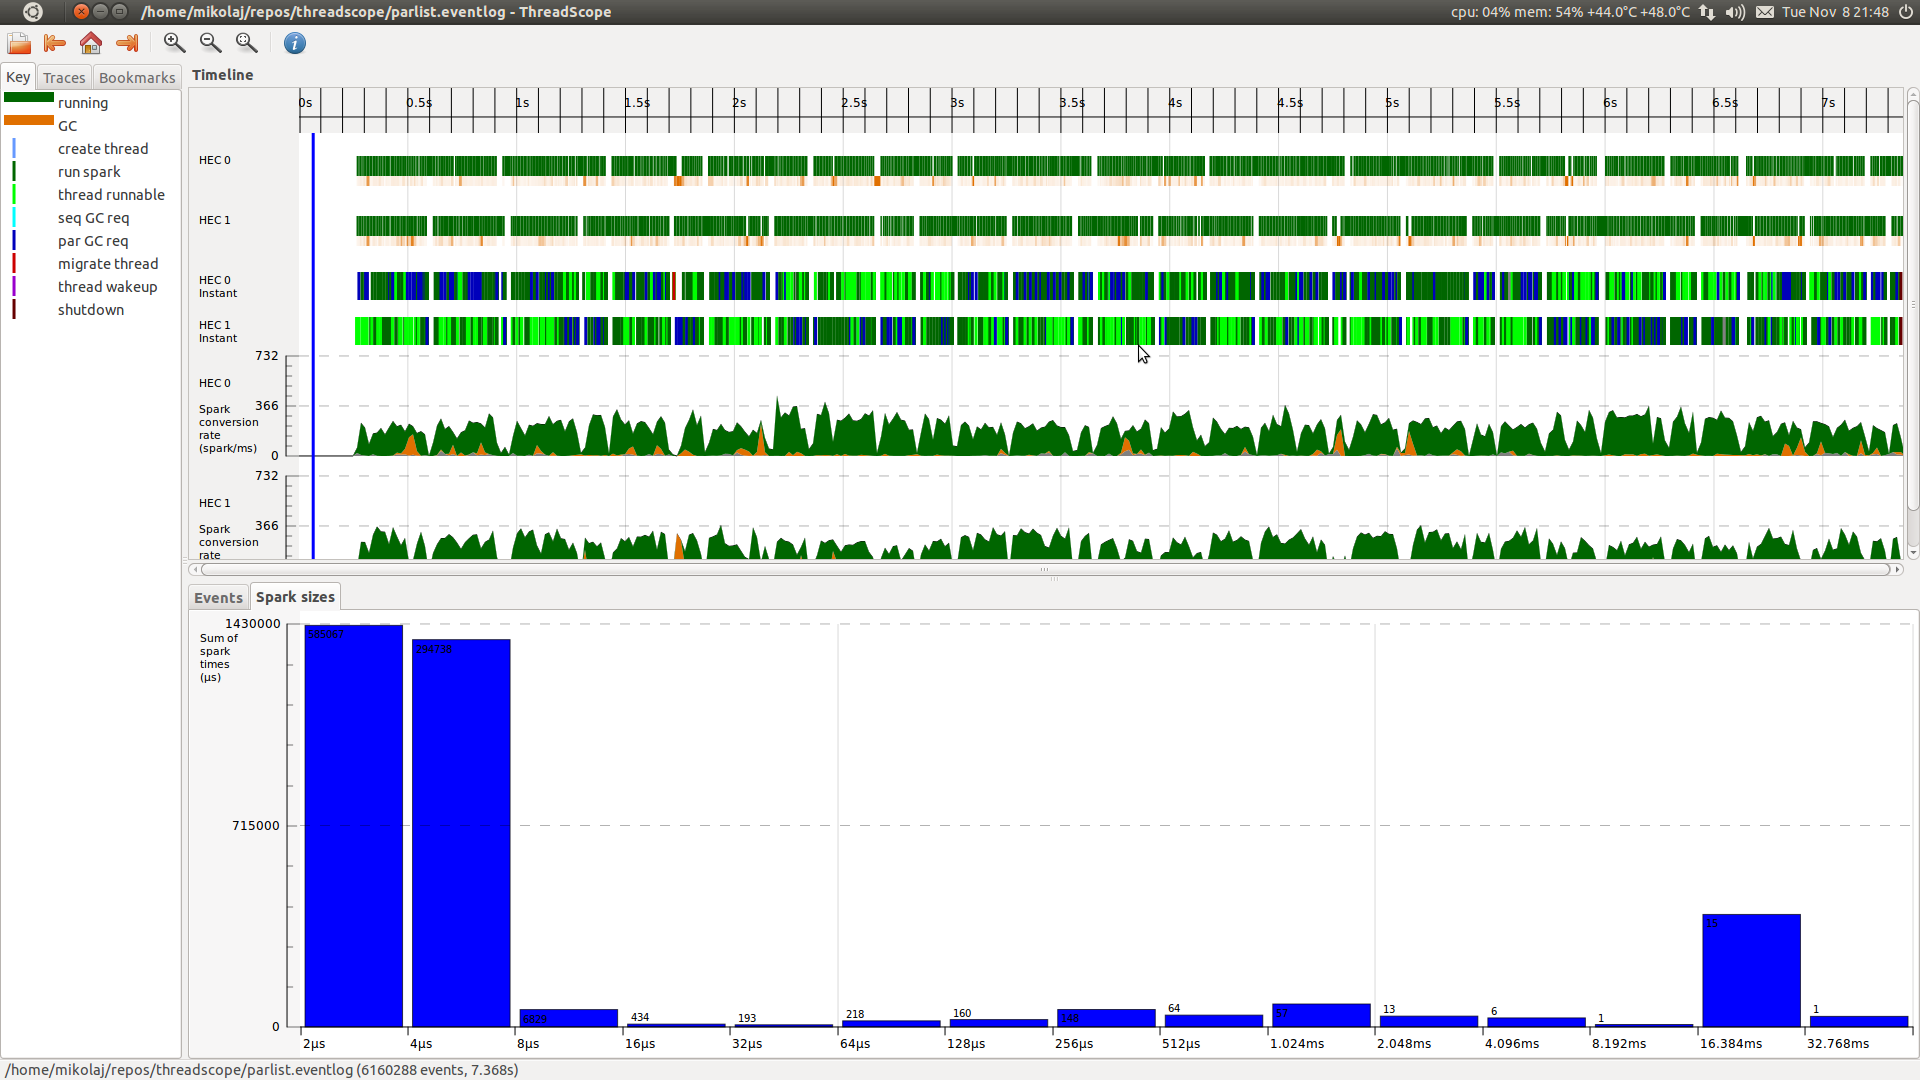 /home/mikolaj/repos/threadscope/parlist.eventlog - ThreadScope
cpu: 04% mem: 54% +44.0°C +48.0°C
Tue Nov 8 21:48
Key
Traces
Bookmarks
running
GC
create thread
run spark
thread runnable
seq GC req
par GC req
migrate thread
thread wakeup
shutdown
Timeline
0s 0.5s 1s 1.5s 2s 2.5s 3s 3.5s 4s 4.5s 5s 5.5s 6s 6.5s 7s
HEC 0
HEC 1
HEC 0
Instant
HEC 1
Instant
732
HEC 0
366
Spark
conversion
rate
(spark/ms)
0
732
HEC 1
366
Spark
conversion
rate
Events
Spark sizes
1430000
Sum of
spark
times
(μs)
715000
0
585067
294738
6829
434
193
218
160
148
64
57
13
6
1
15
1
2μs 4μs 8μs 16μs 32μs 64μs 128μs 256μs 512μs 1.024ms 2.048ms 4.096ms 8.192ms 16.384ms 32.768ms
/home/mikolaj/repos/threadscope/parlist.eventlog (6160288 events, 7.368s)